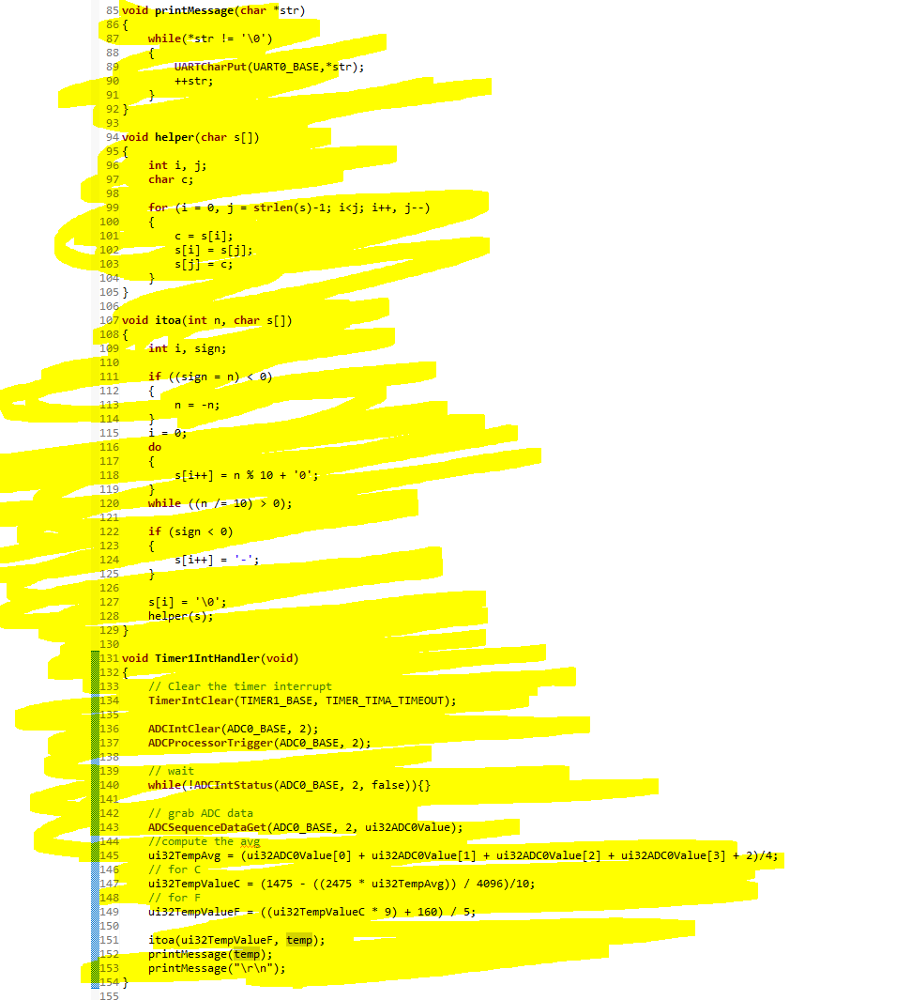 85 void printMessage(char *str)
86 {
87     while(*str != '\0')
88     {
89         UARTCharPut(UART0_BASE,*str);
90         ++str;
91     }
92 }
93
94 void helper(char s[])
95 {
96     int i, j;
97     char c;
98
99     for (i = 0, j = strlen(s)-1; i<j; i++, j--)
100     {
101         c = s[i];
102         s[i] = s[j];
103         s[j] = c;
104     }
105 }
106
107 void itoa(int n, char s[])
108 {
109     int i, sign;
110
111     if ((sign = n) < 0)
112     {
113         n = -n;
114     }
115     i = 0;
116     do
117     {
118         s[i++] = n % 10 + '0';
119     }
120     while ((n /= 10) > 0);
121
122     if (sign < 0)
123     {
124         s[i++] = '-';
125     }
126
127     s[i] = '\0';
128     helper(s);
129 }
130
131 void Timer1IntHandler(void)
132 {
133     // Clear the timer interrupt
134     TimerIntClear(TIMER1_BASE, TIMER_TIMA_TIMEOUT);
135
136     ADCIntClear(ADC0_BASE, 2);
137     ADCProcessorTrigger(ADC0_BASE, 2);
138
139     // wait
140     while(!ADCIntStatus(ADC0_BASE, 2, false)){}
141
142     // grab ADC data
143     ADCSequenceDataGet(ADC0_BASE, 2, ui32ADC0Value);
144     //compute the avg
145     ui32TempAvg = (ui32ADC0Value[0] + ui32ADC0Value[1] + ui32ADC0Value[2] + ui32ADC0Value[3] + 2)/4;
146     // for C
147     ui32TempValueC = (1475 - ((2475 * ui32TempAvg)) / 4096)/10;
148     // for F
149     ui32TempValueF = ((ui32TempValueC * 9) + 160) / 5;
150
151     itoa(ui32TempValueF, temp);
152     printMessage(temp);
153     printMessage("\r\n");
154 }
155